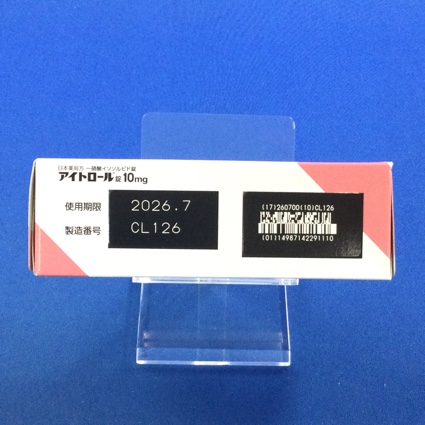 日本薬局方 一硝酸イソソルビド錠
アイトロール錠10mg
使用期限 2026.7
製造番号 CL126
(17)260700(10)CL126
(01)14987142291110